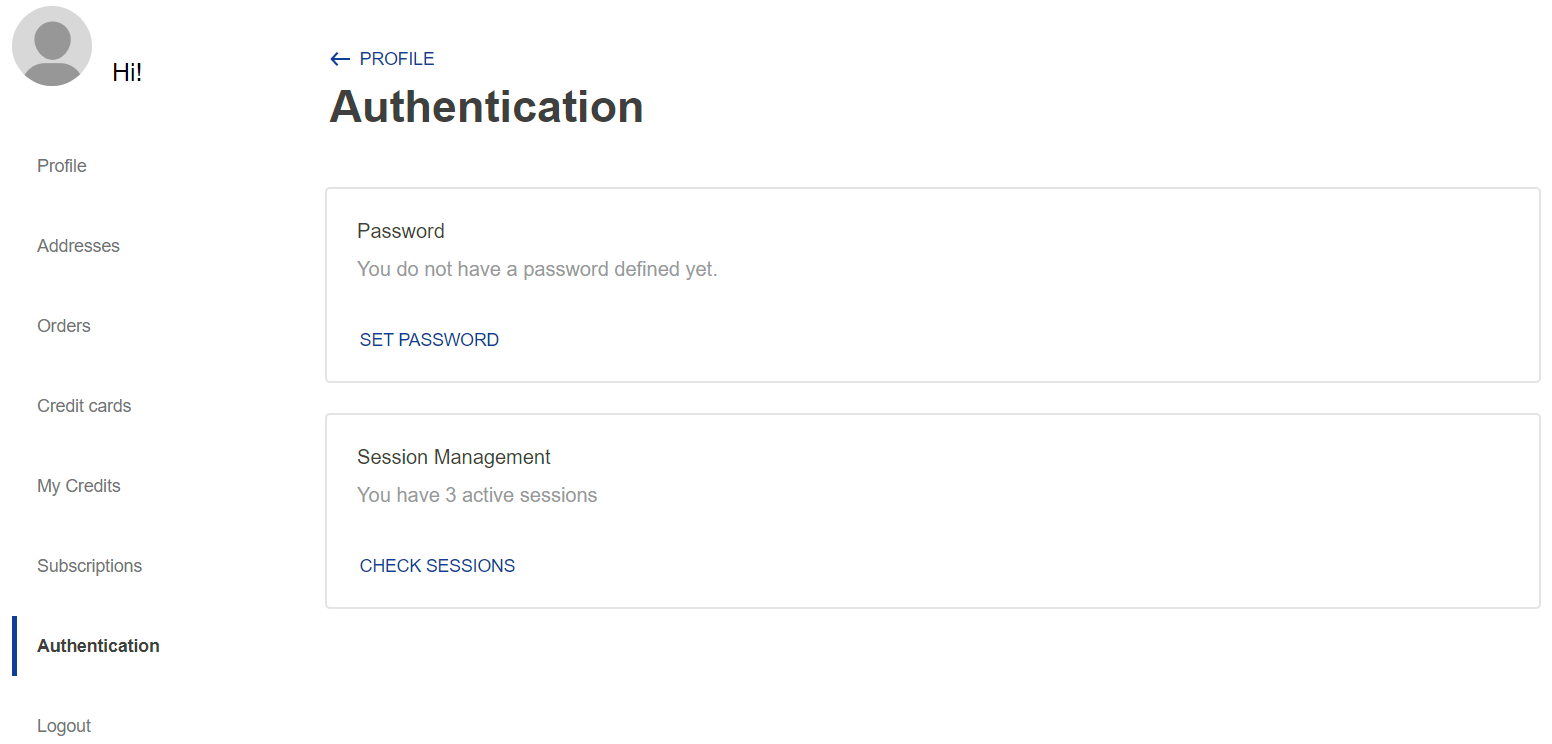 Hi!
Profile
Addresses
Orders
Credit cards
My Credits
Subscriptions
Authentication
Logout
PROFILE
Authentication
Password
You do not have a password defined yet.
SET PASSWORD
Session Management
You have 3 active sessions
CHECK SESSIONS